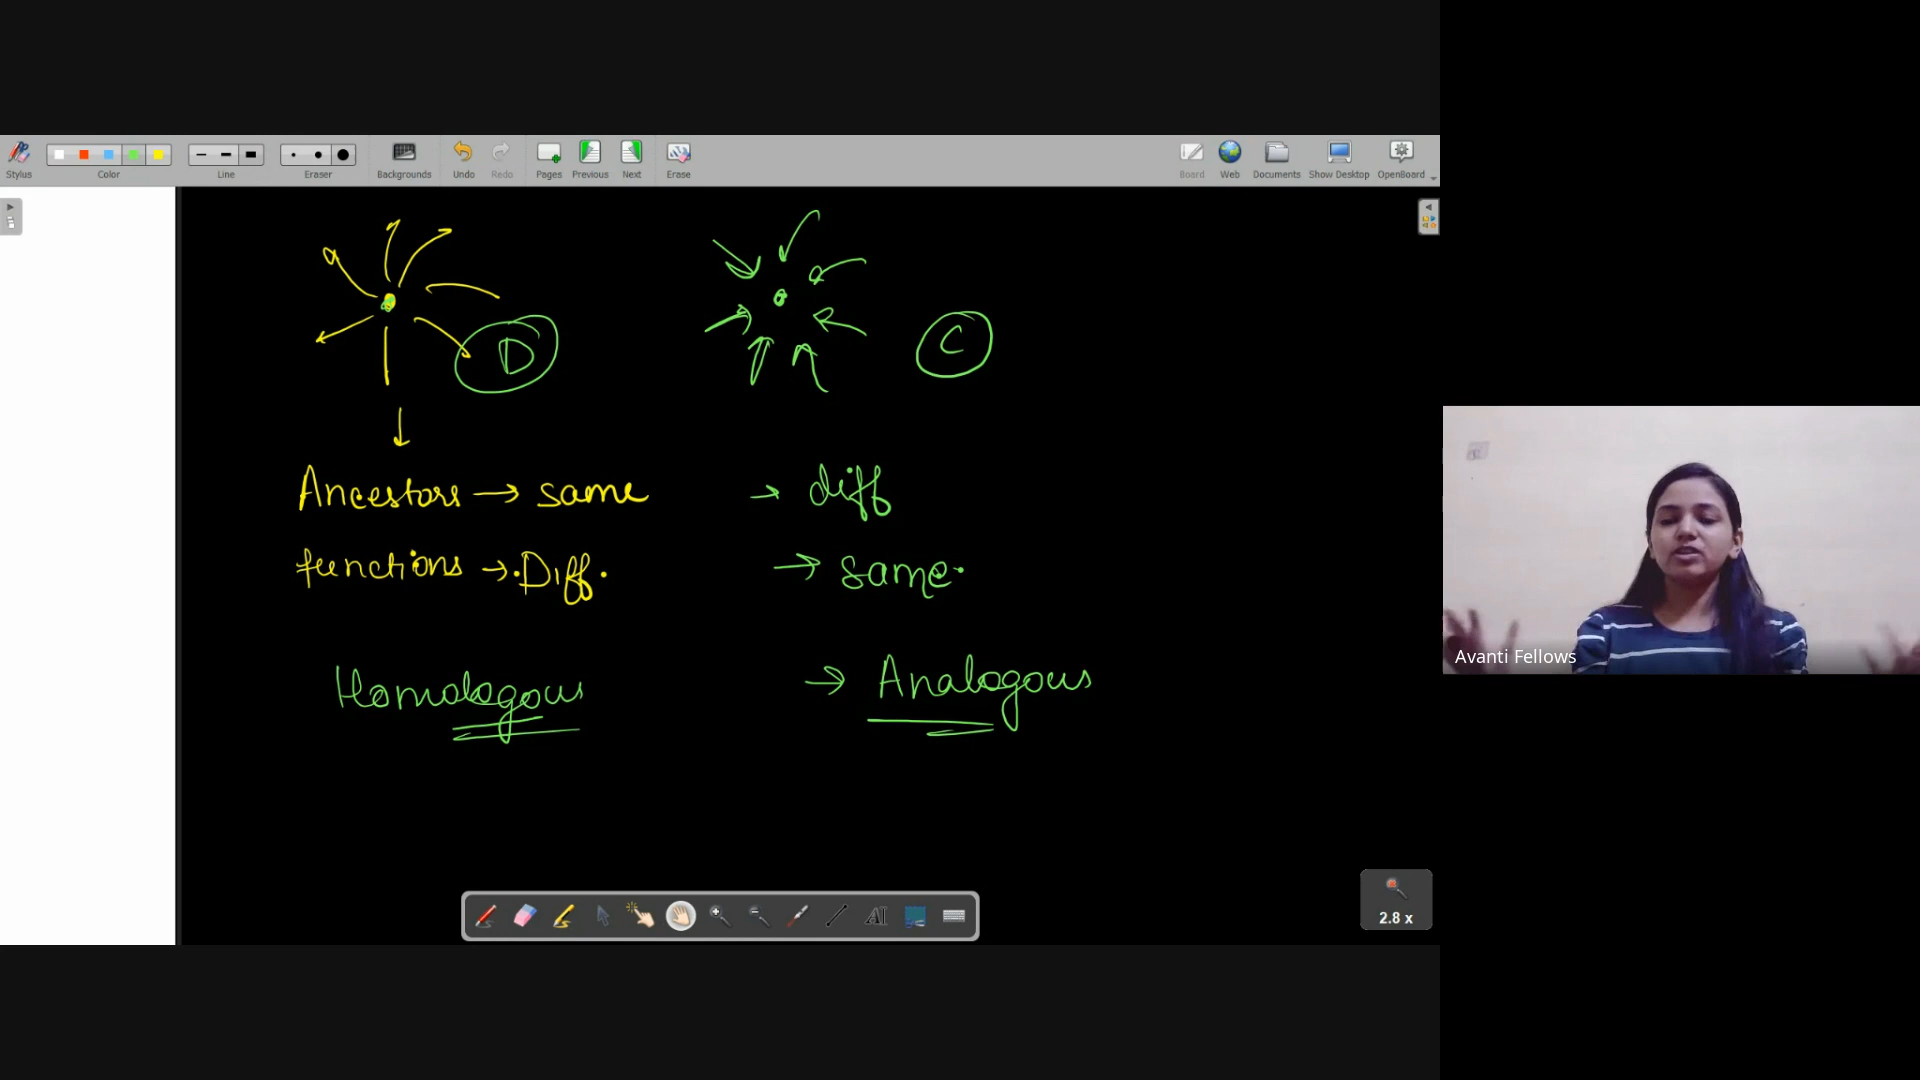 Stylus Color Line Eraser Backgrounds Undo Redo Pages Previous Next Erase Board Web Documents Show Desktop OpenBoard
D
C
Ancestors → same → diff
functions → .Diff. → same.
Homologous → Analogous
Avanti Fellows
AI
2.8 x